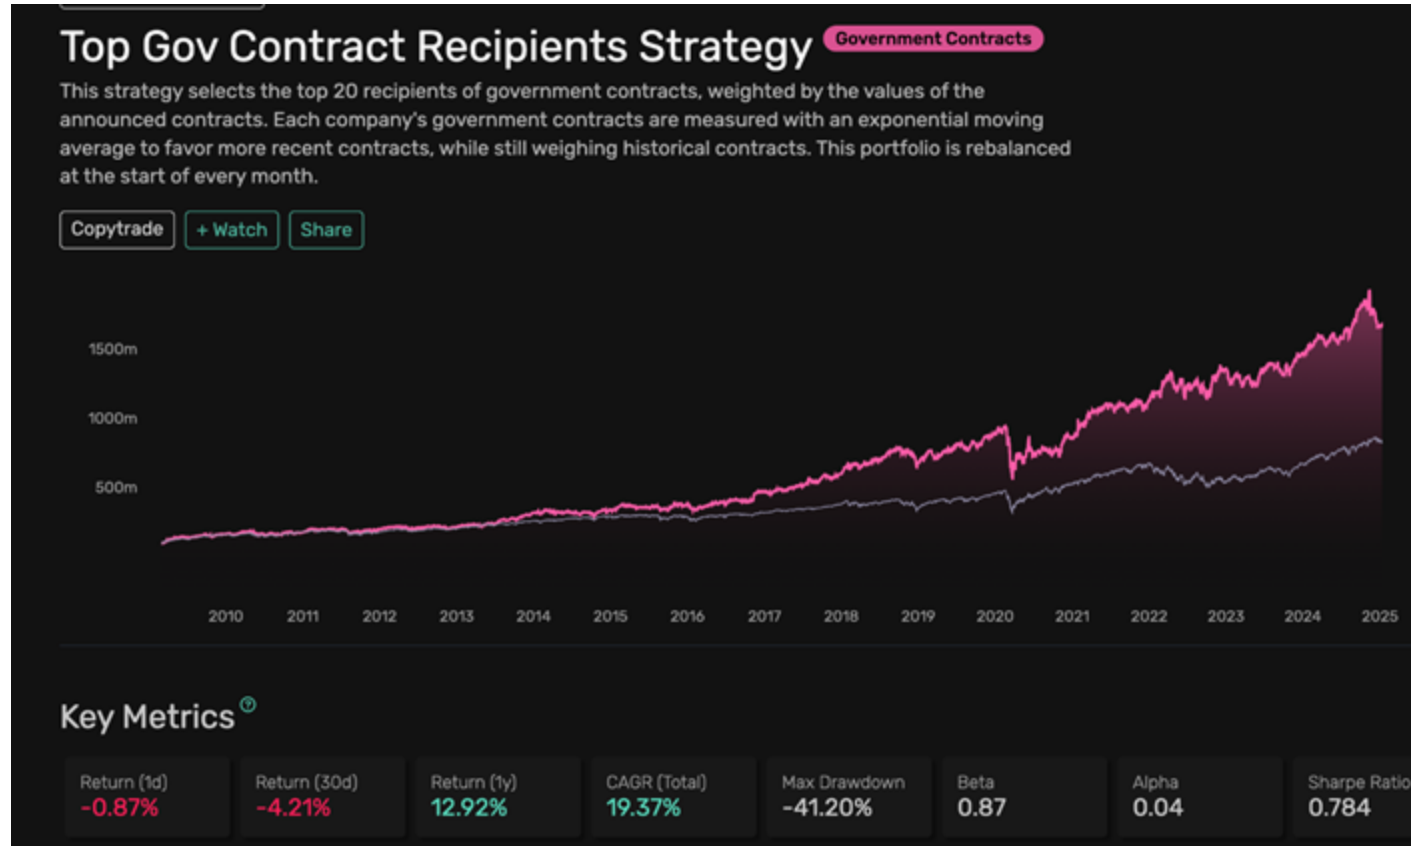 Top Gov Contract Recipients Strategy Government Contracts
This strategy selects the top 20 recipients of government contracts, weighted by the values of the
announced contracts. Each company's government contracts are measured with an exponential moving
average to favor more recent contracts, while still weighing historical contracts. This portfolio is rebalanced
at the start of every month.
Copytrade + Watch Share
1500m
1000m
500m
2010 2011 2012 2013 2014 2015 2016 2017 2018 2019 2020 2021 2022 2023 2024 2025
Key Metrics ?
Return (1d) Return (30d) Return (1y) CAGR (Total) Max Drawdown Beta Alpha Sharpe Ratio
-0.87% -4.21% 12.92% 19.37% -41.20% 0.87 0.04 0.784